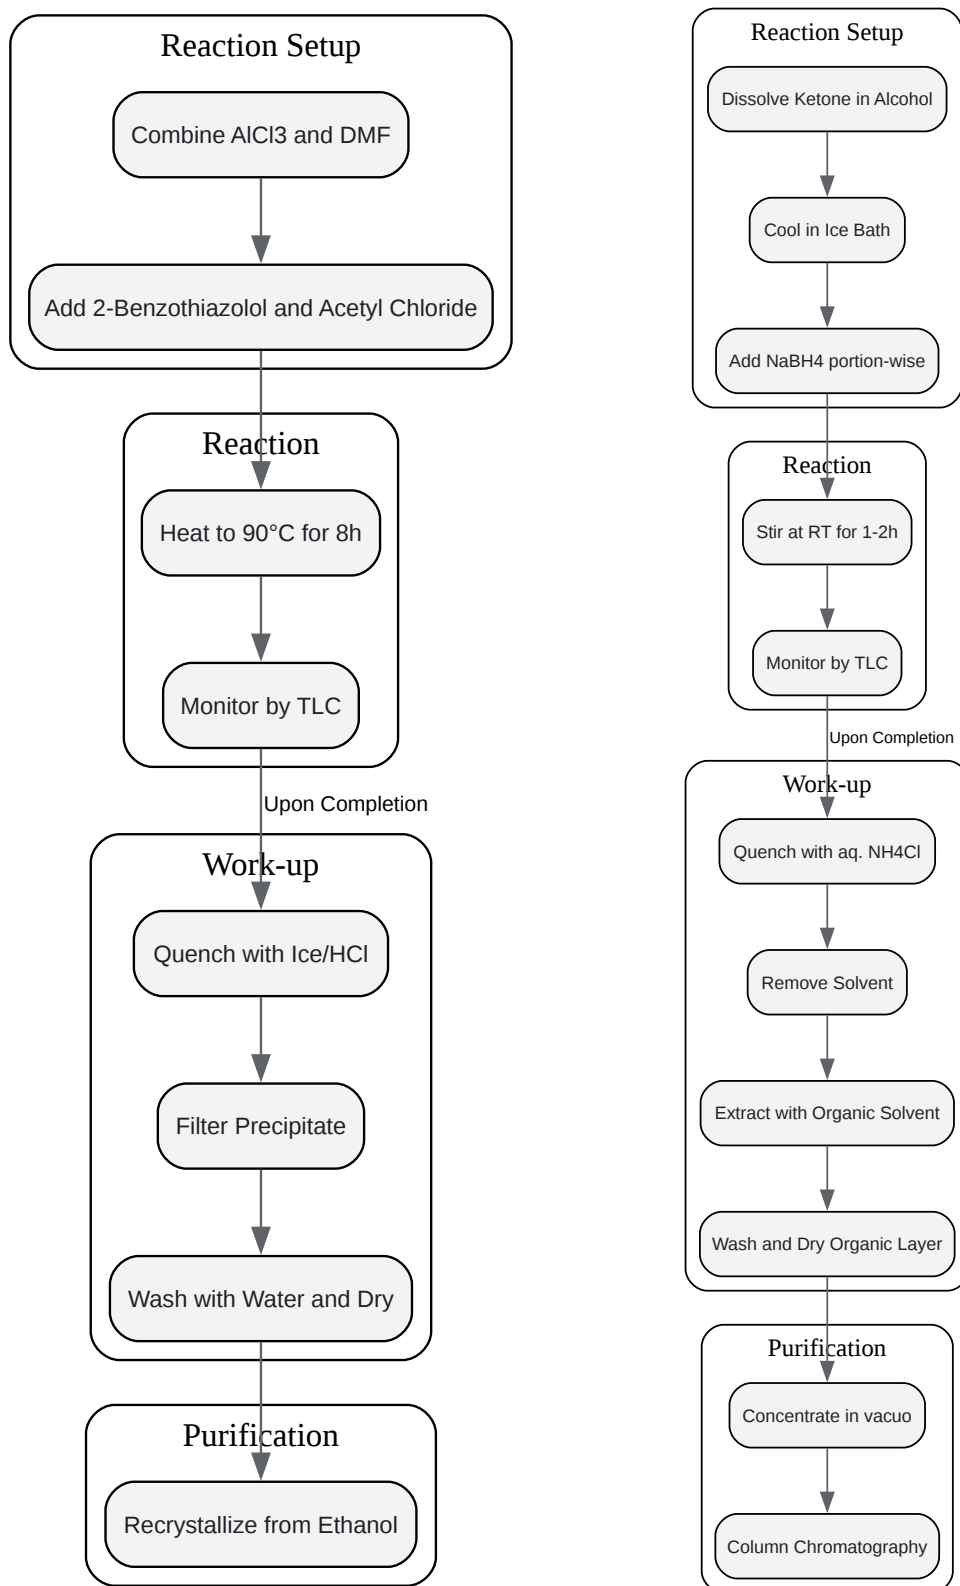 Reaction Setup
Combine AlCl3 and DMF
Add 2-Benzothiazolol and Acetyl Chloride
Reaction
Heat to 90°C for 8h
Monitor by TLC
Upon Completion
Work-up
Quench with Ice/HCl
Filter Precipitate
Wash with Water and Dry
Purification
Recrystallize from Ethanol
Reaction Setup
Dissolve Ketone in Alcohol
Cool in Ice Bath
Add NaBH4 portion-wise
Reaction
Stir at RT for 1-2h
Monitor by TLC
Upon Completion
Work-up
Quench with aq. NH4Cl
Remove Solvent
Extract with Organic Solvent
Wash and Dry Organic Layer
Purification
Concentrate in vacuo
Column Chromatography